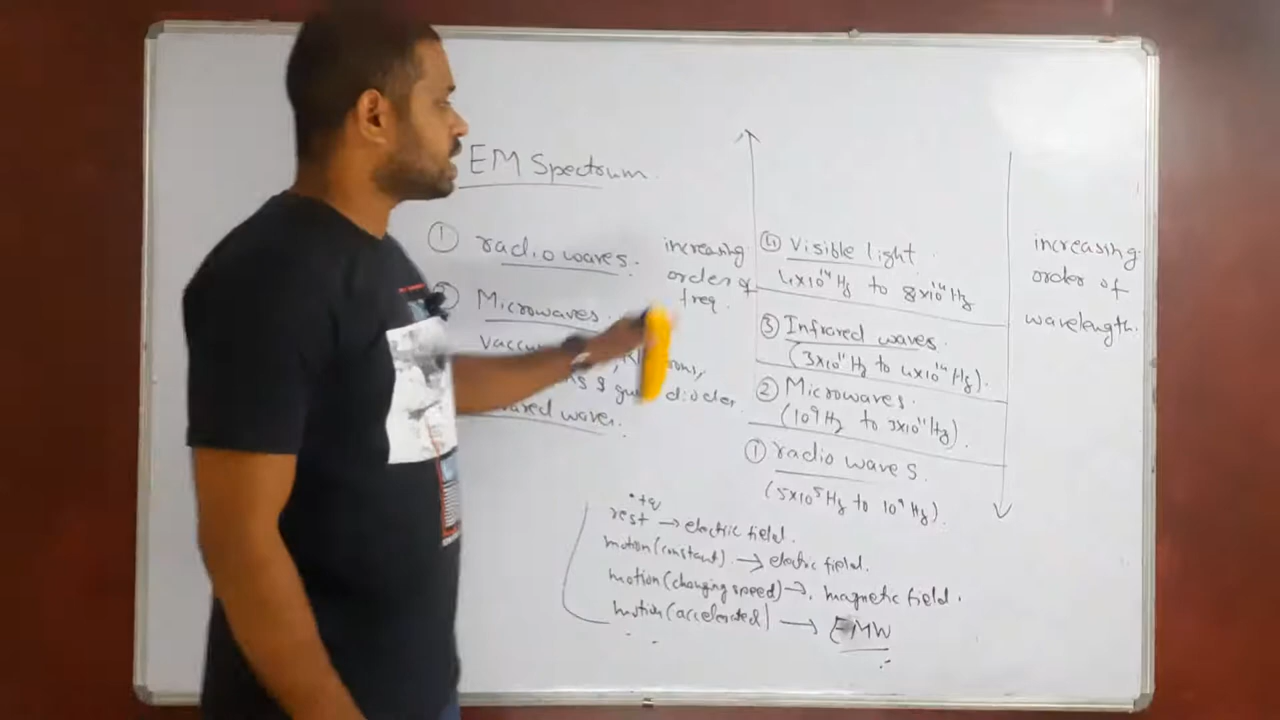 EM Spectrum
① radio waves.
② Microwaves.
diodes
waves.
increasing
order of
freq.
④ Visible light
4x10¹⁴ Hz to 8x10¹⁴ Hz
③ Infrared waves.
(3x10¹¹ Hz to 4x10¹⁴ Hz).
② Microwaves.
(10⁹ Hz to 3x10¹¹ Hz).
① radio waves.
(5x10⁵ Hz to 10⁹ Hz).
increasing
order of
wavelength.
+q
rest → electric field.
motion (constant) → electric field.
motion (changing speed) → magnetic field.
motion (accelerated) → EMW